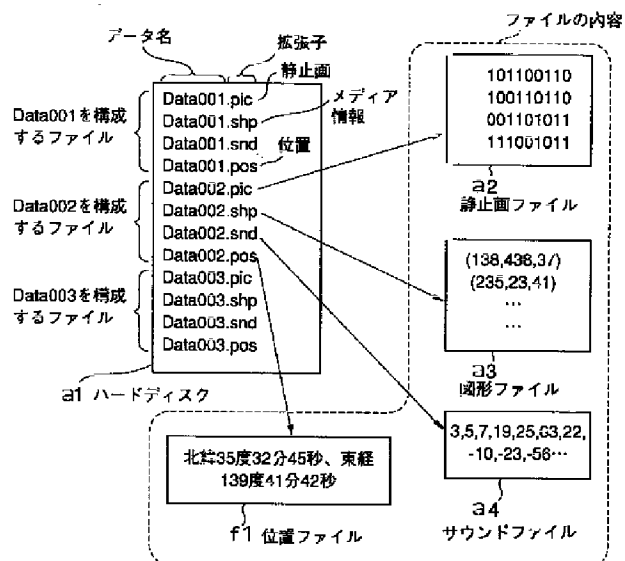 データ名
拡張子
ファイルの内容
静止画
Data001.pic
Data001.shp
Data001.snd
Data001.pos
Data002.pic
Data002.shp
Data002.snd
Data002.pos
Data003.pic
Data003.shp
Data003.snd
Data003.pos
メディア
情報
位置
Data001を構成
するファイル
Data002を構成
するファイル
Data003を構成
するファイル
a1 ハードディスク
101100110
100110110
001101011
111001011
a2
静止画ファイル
(138,438,37)
(235,23,41)
…
…
a3
図形ファイル
3,5,7,19,25,63,22,
-10,-23,-56…
a4
サウンドファイル
北緯35度32分45秒、東経
139度41分42秒
f1 位置ファイル